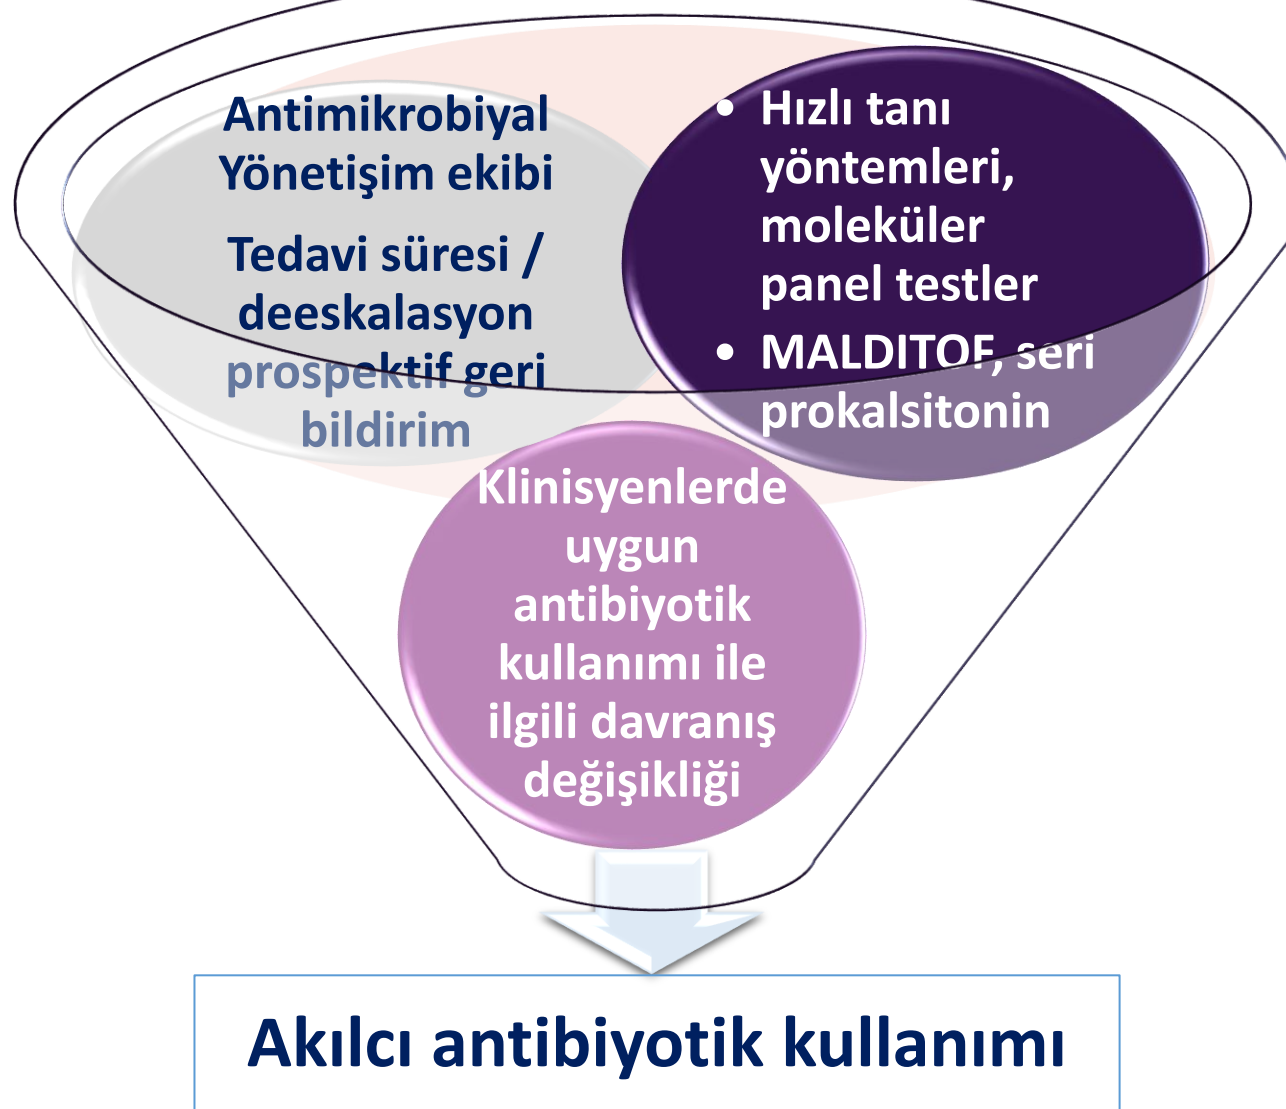 Antimikrobiyal
Yönetişim ekibi
Tedavi süresi /
deeskalasyon
prospektif geri
bildirim
• Hızlı tanı
yöntemleri,
moleküler
panel testler
• MALDITOF, seri
prokalsitonin
Klinisyenlerde
uygun
antibiyotik
kullanımı ile
ilgili davranış
değişikliği
Akılcı antibiyotik kullanımı